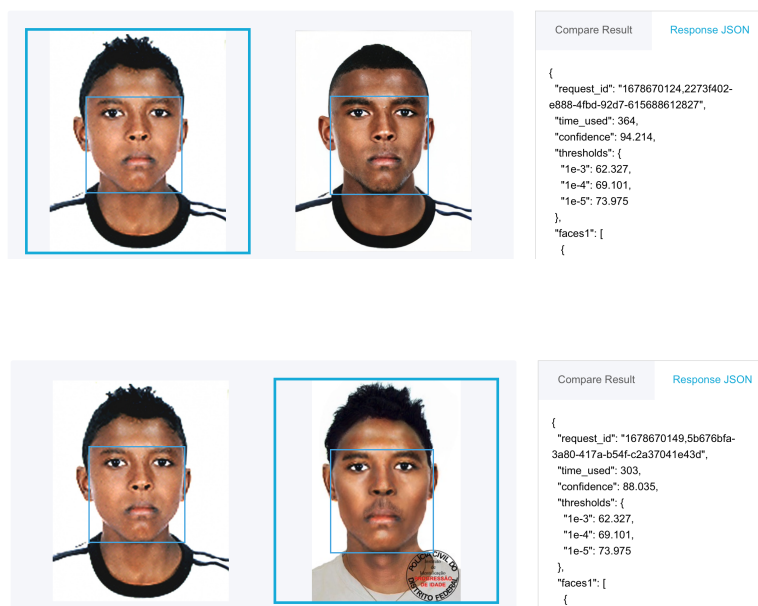 Compare Result
Response JSON
{
"request_id": "1678670124,2273f402-
e888-4fbd-92d7-615688612827",
"time_used": 364,
"confidence": 94.214,
"thresholds": {
"1e-3": 62.327,
"1e-4": 69.101,
"1e-5": 73.975
},
"faces1": [
{
Compare Result
Response JSON
{
"request_id": "1678670149,5b676bfa-
3a80-417a-b54f-c2a37041e43d",
"time_used": 303,
"confidence": 88.035,
"thresholds": {
"1e-3": 62.327,
"1e-4": 69.101,
"1e-5": 73.975
},
"faces1": [
{
POLÍCIA CIVIL DO
PROGRESSÃO
DE IDADE
DISTRITO FEDERAL